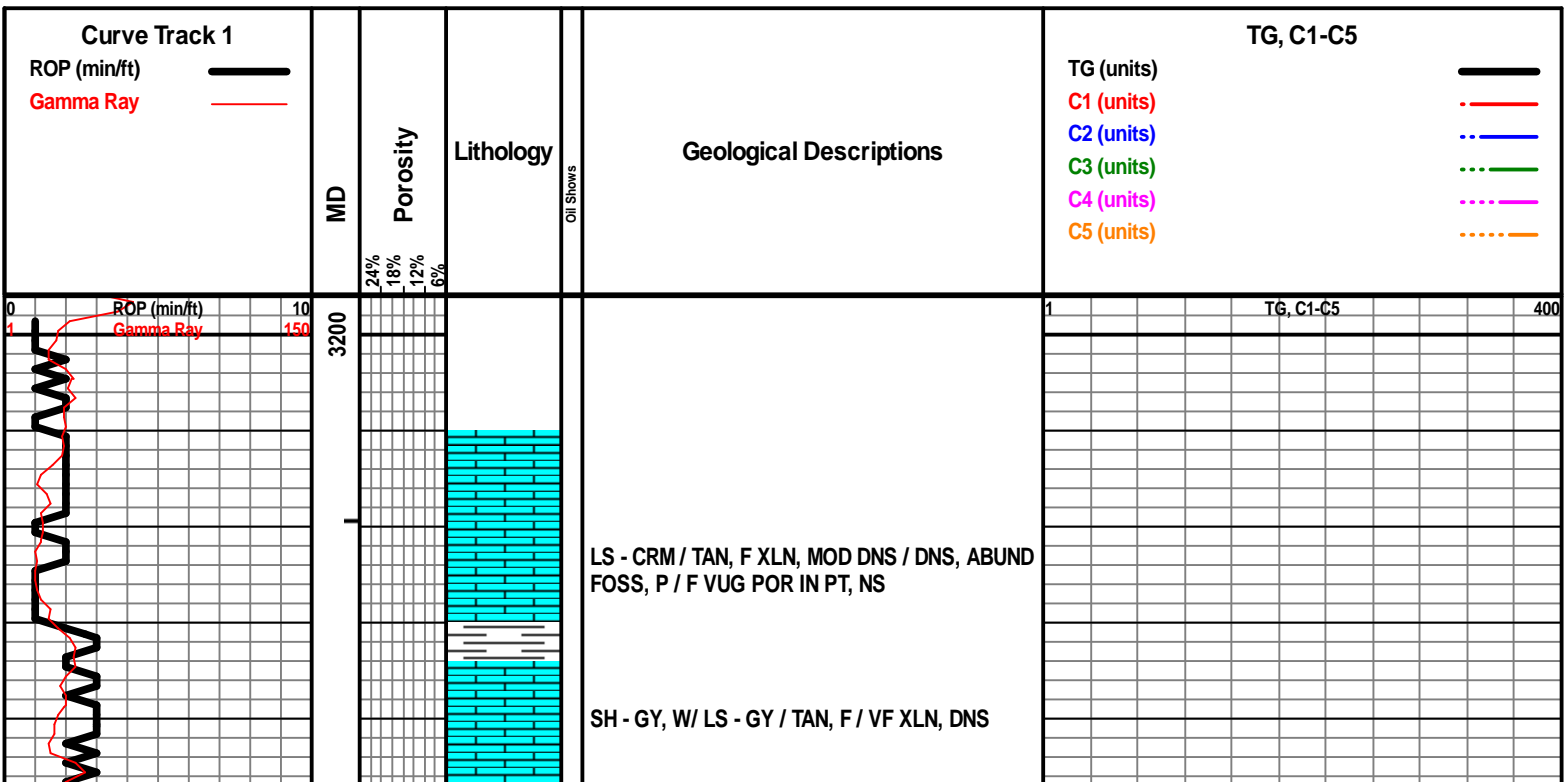 Curve Track 1
ROP (min/ft)
Gamma Ray
MD
Porosity
24%
18%
12%
6%
Lithology
Oil Shows
Geological Descriptions
TG, C1-C5
TG (units)
C1 (units)
C2 (units)
C3 (units)
C4 (units)
C5 (units)
0 ROP (min/ft) 10
1 Gamma Ray 150
3200
1 TG, C1-C5 400
LS - CRM / TAN, F XLN, MOD DNS / DNS, ABUND
FOSS, P / F VUG POR IN PT, NS
SH - GY, W/ LS - GY / TAN, F / VF XLN, DNS